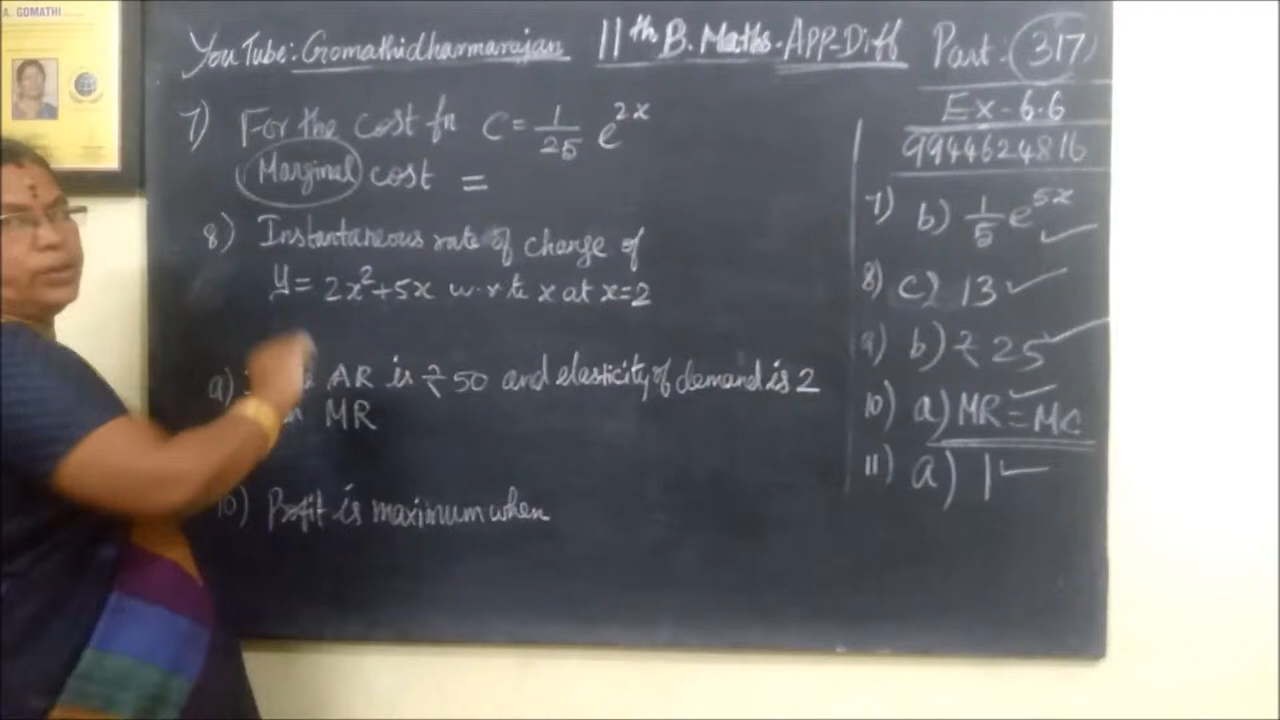 A. GOMATHI
YouTube: Gomathidharmarajan 11th B. Maths - APP-Diff Part: 317
Ex-6.6
9944624816
7) For the cost fn C = 1/25 e^2x
Marginal cost =
8) Instantaneous rate of change of
y = 2x²+5x w.r.to x at x=2
9) AR is ₹50 and elasticity of demand is 2
MR
10) Profit is maximum when
7) b) 1/5 e^5x ✓
8) c) 13 ✓
9) b) ₹25 ✓
10) a) MR = MC ✓
11) a) 1 ✓